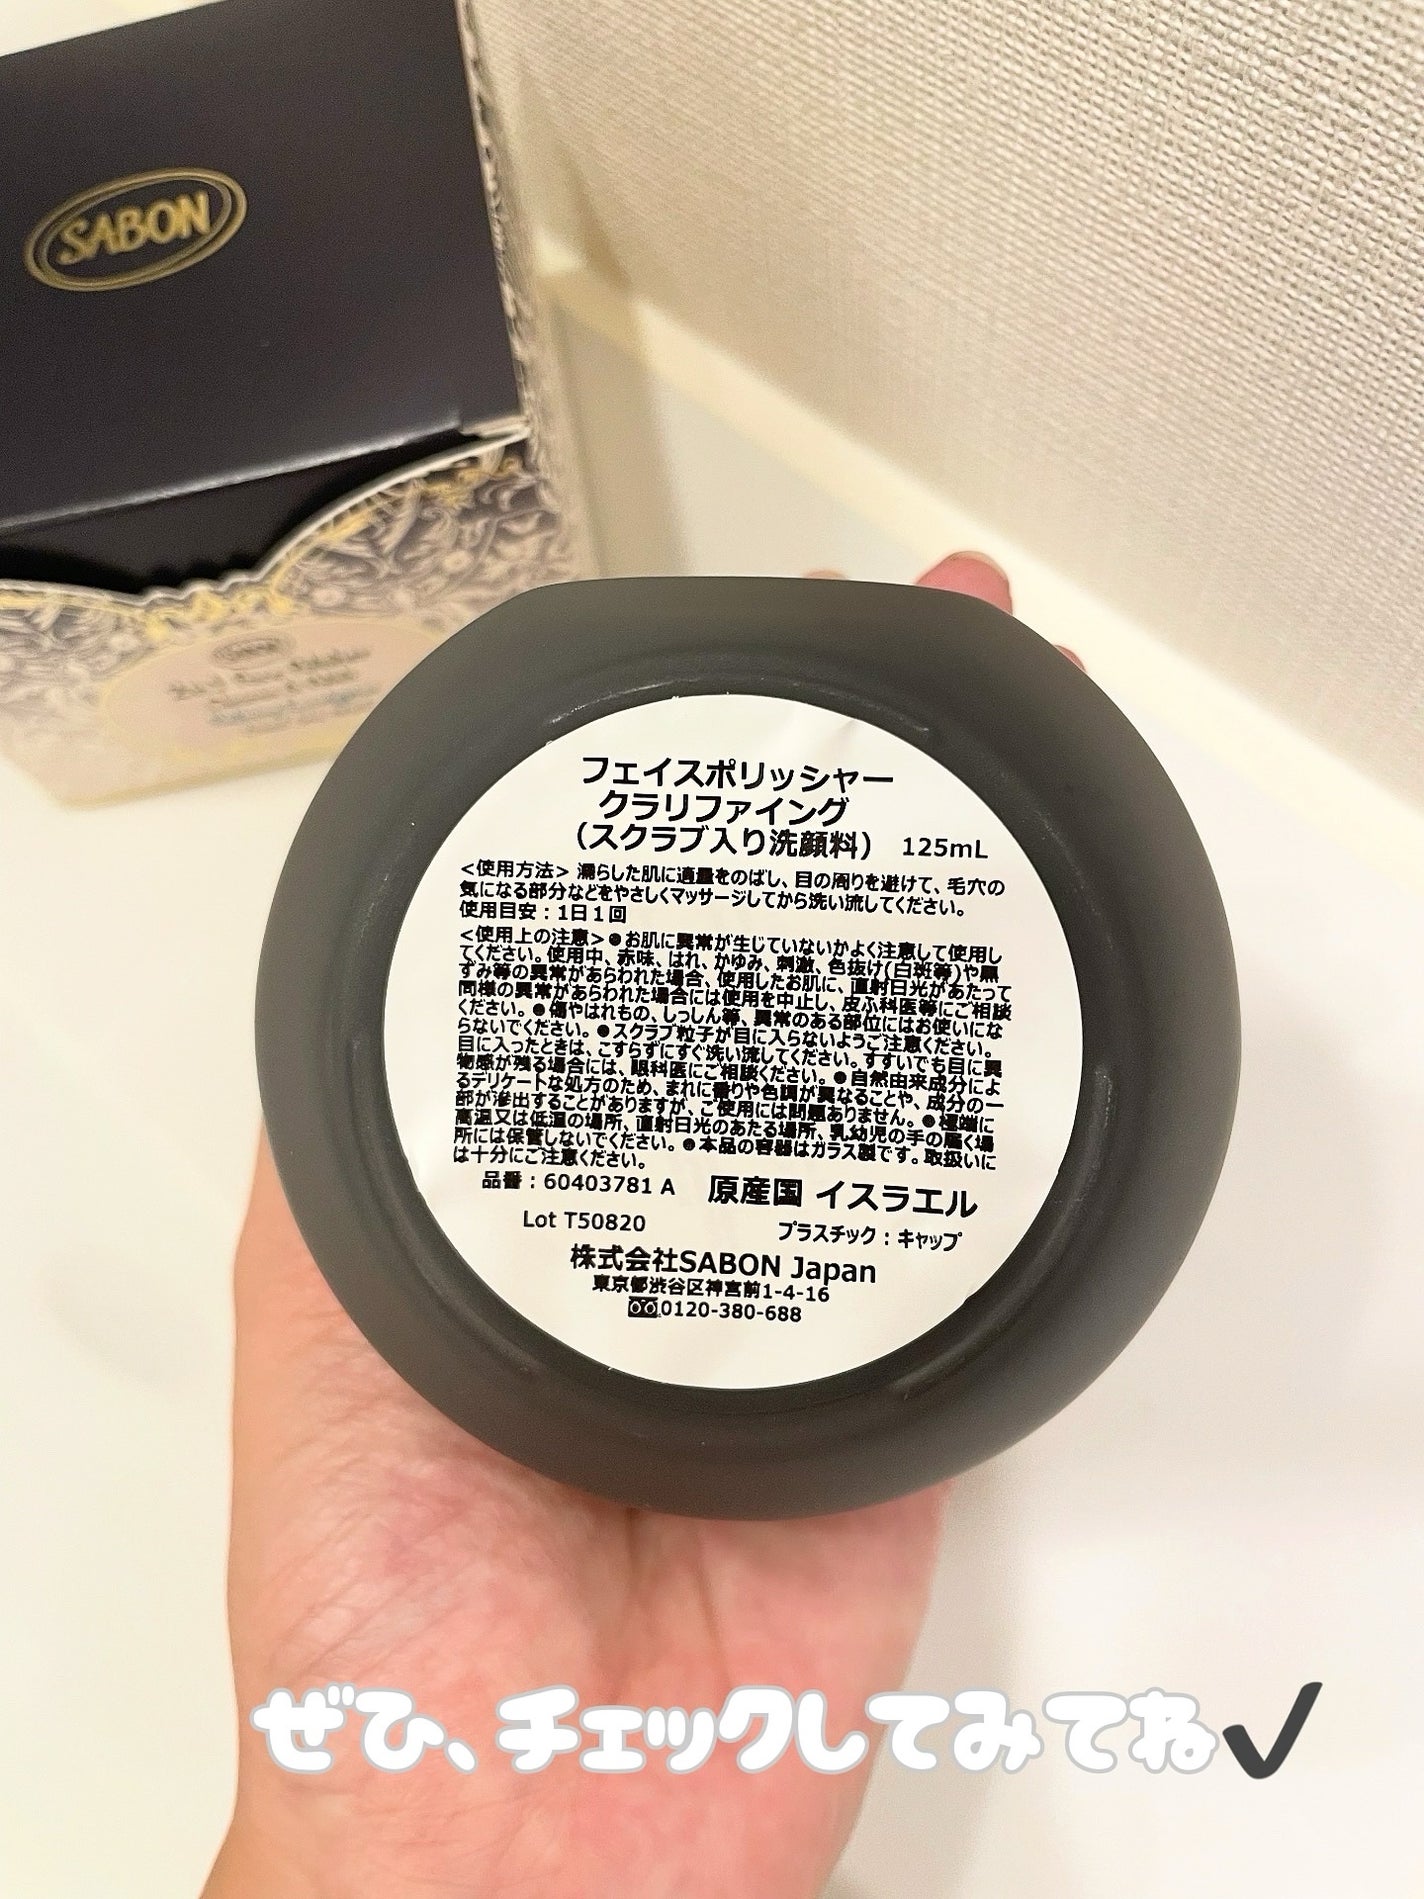 SABON
SABON
フェイスポリッシャー
クラリファイング
（スクラブ入り洗顔料） 125mL
＜使用方法＞ 濡らした肌に適量をのばし、目の周りを避けて、毛穴の
気になる部分などをやさしくマッサージしてから洗い流してください。
使用目安：1日1回
＜使用上の注意＞●お肌に異常が生じていないかよく注意して使用し
てください。使用中、赤味、はれ、かゆみ、刺激、色抜け(白斑等)や黒
ずみ等の異常があらわれた場合、使用したお肌に、直射日光があたって
同様の異常があらわれた場合には使用を中止し、皮ふ科医等にご相談
ください。●傷やはれもの、しっしん等、異常のある部位にはお使いにな
らないでください。●スクラブ粒子が目に入らないようご注意ください。
目に入ったときは、こすらずにすぐ洗い流してください。すすいでも目に異
物感が残る場合には、眼科医にご相談ください。●自然由来成分によ
るデリケートな処方のため、まれに香りや色調が異なることや、成分の一
部が滲出することがありますが、ご使用には問題ありません。●極端に
高温又は低温の場所、直射日光のあたる場所、乳幼児の手の届く場
所には保管しないでください。●本品の容器はガラス製です。取扱いに
は十分にご注意ください。
品番：60403781 A 原産国 イスラエル
Lot T50820 プラスチック：キャップ
株式会社SABON Japan
東京都渋谷区神宮前1-4-16
0120-380-688
ぜひ、チェックしてみてね✓